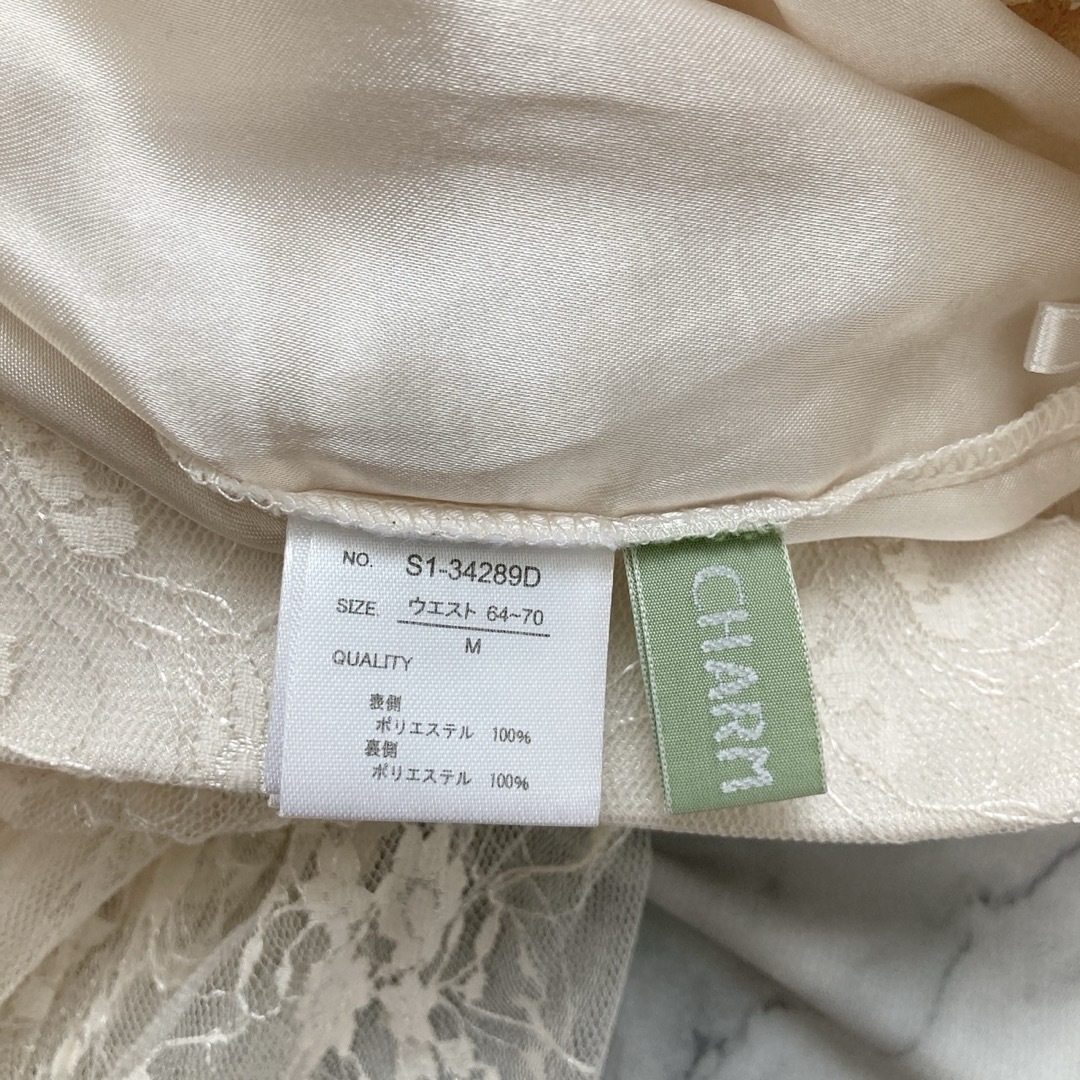 NO. S1-34289D
SIZE. ウエスト 64~70
M
QUALITY
表側
ポリエステル 100%
裏側
ポリエステル 100%
CHARM